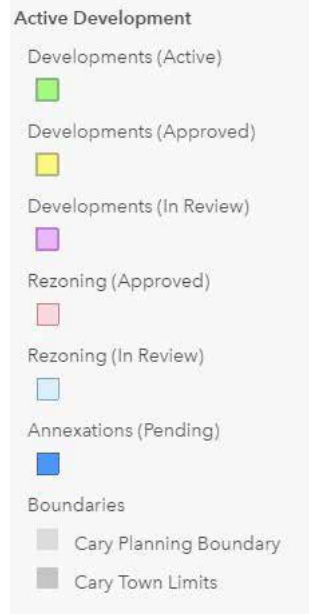 Active Development
Developments (Active)
Developments (Approved)
Developments (In Review)
Rezoning (Approved)
Rezoning (In Review)
Annexations (Pending)
Boundaries
Cary Planning Boundary
Cary Town Limits